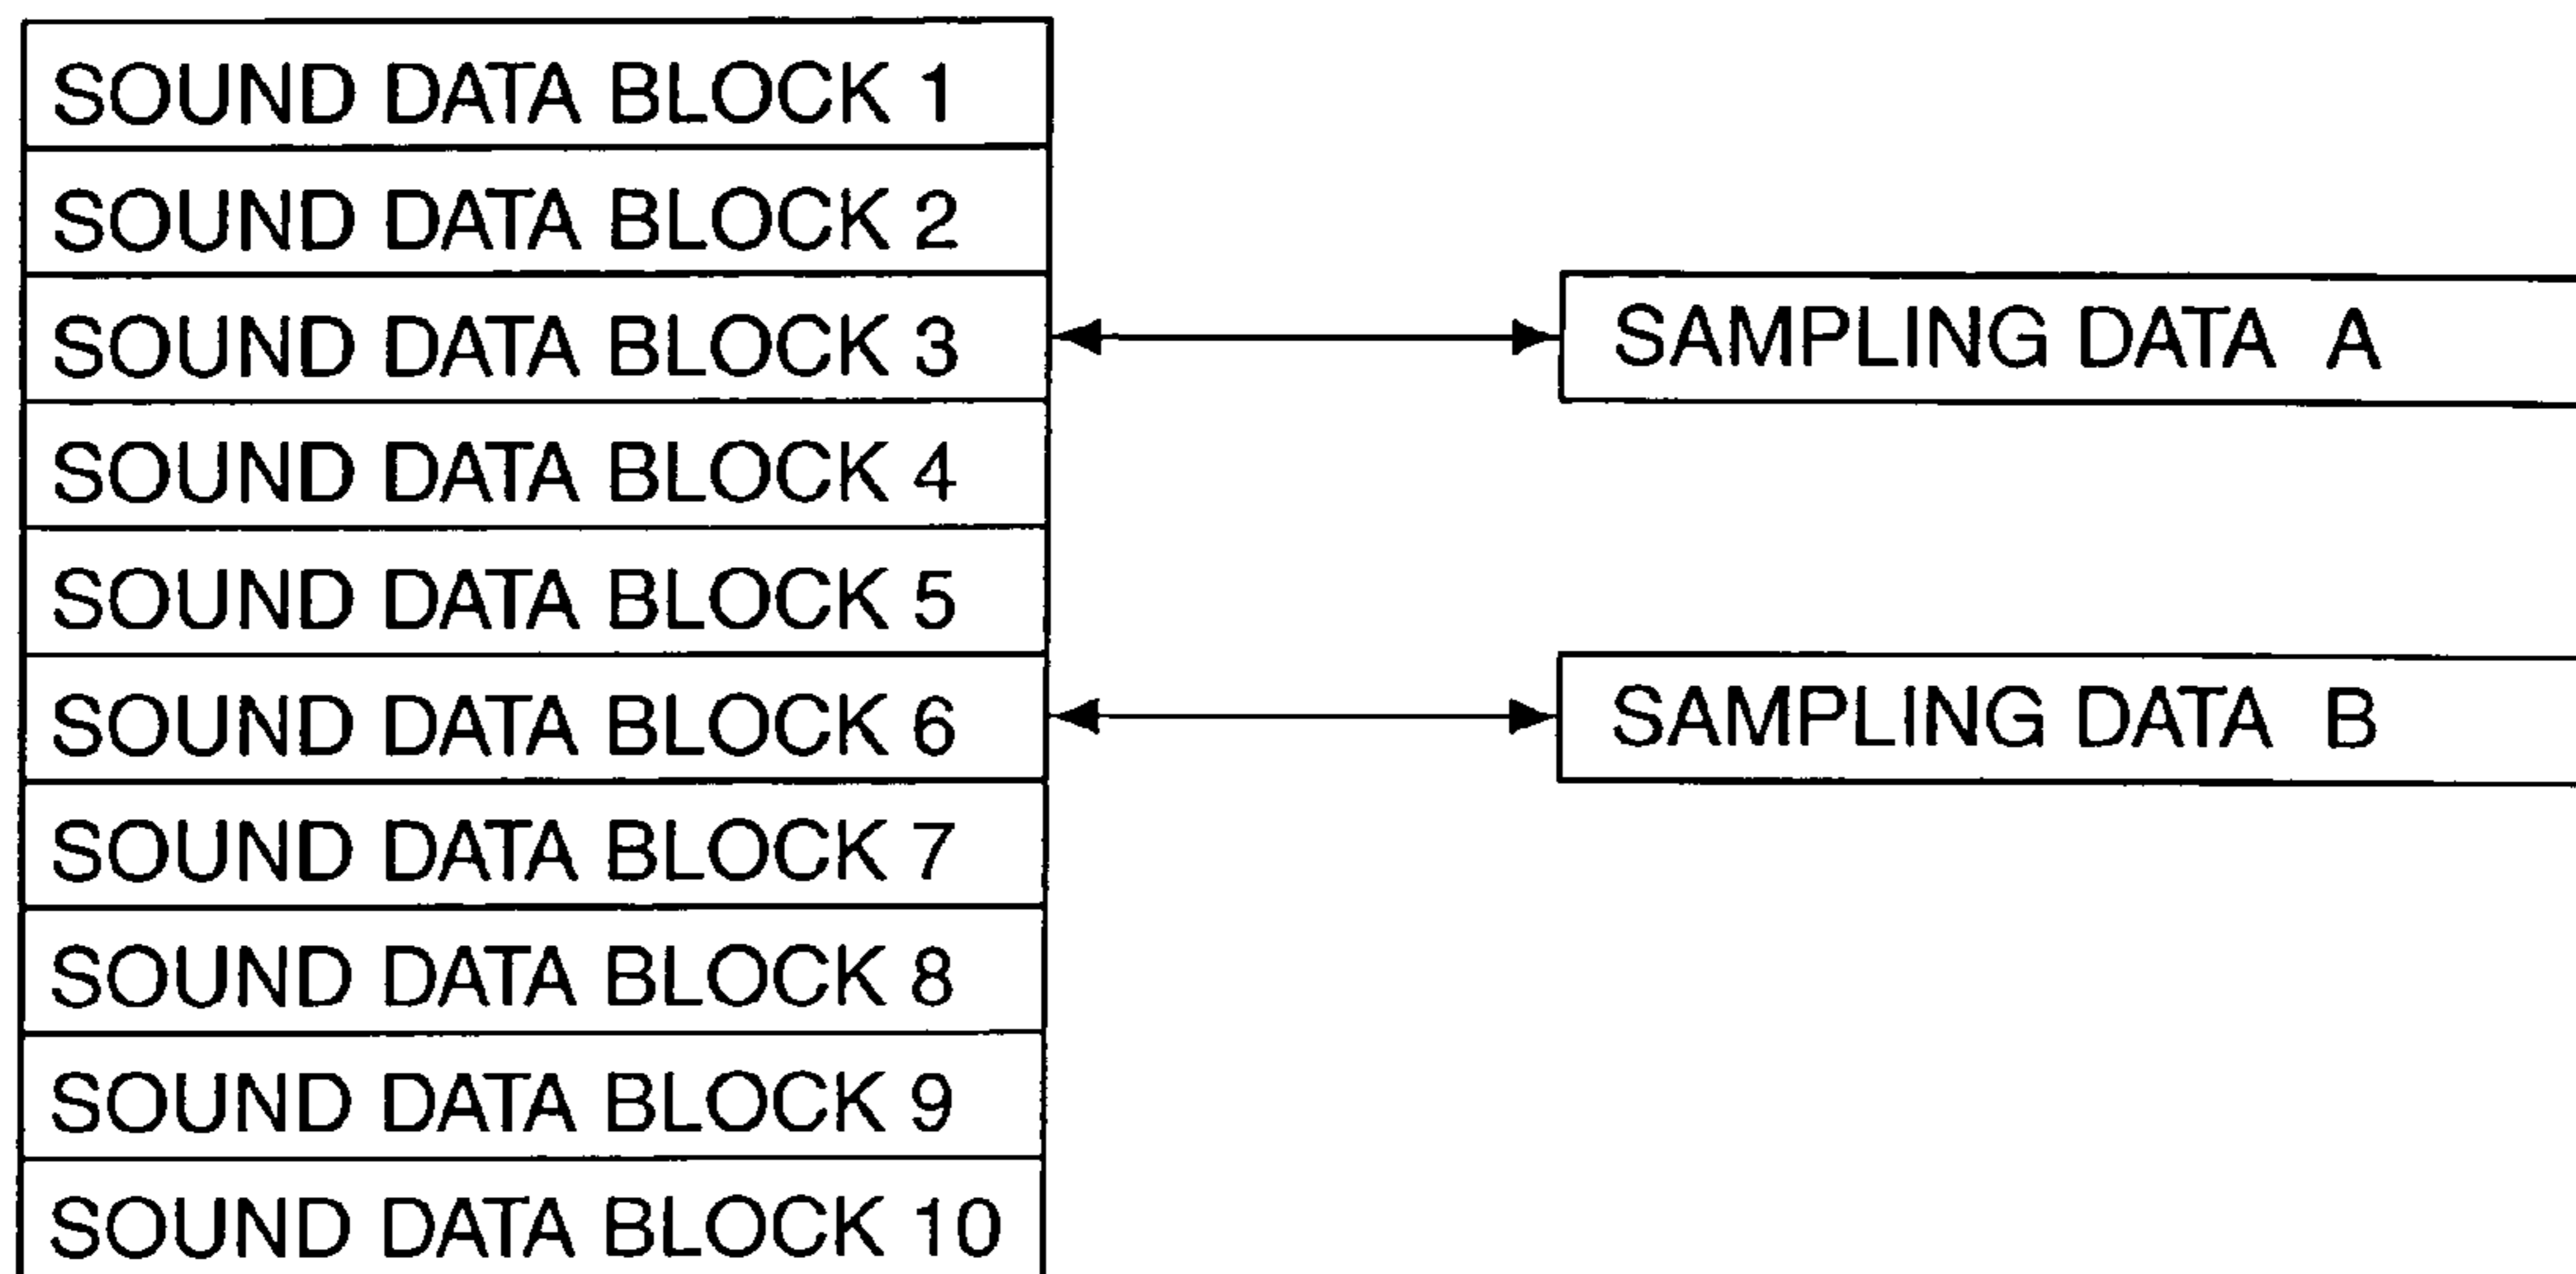 SOUND DATA BLOCK 1
SOUND DATA BLOCK 2
SOUND DATA BLOCK 3
SAMPLING DATA A
SOUND DATA BLOCK 4
SOUND DATA BLOCK 5
SOUND DATA BLOCK 6
SAMPLING DATA B
SOUND DATA BLOCK 7
SOUND DATA BLOCK 8
SOUND DATA BLOCK 9
SOUND DATA BLOCK 10